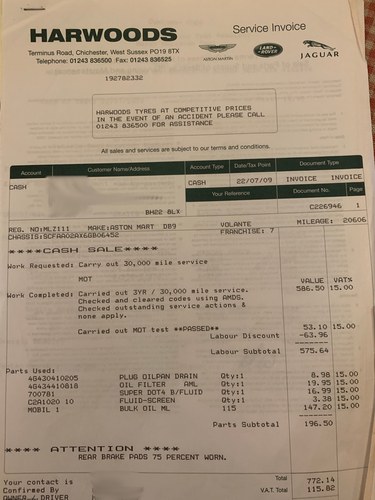 HARWOODS
Service Invoice
Terminus Road, Chichester, West Sussex PO19 8TX
Telephone: 01243 836500 Fax: 01243 836525
ASTON MARTIN
LAND-ROVER
JAGUAR
192782332
HARWOODS TYRES AT COMPETITIVE PRICES
IN THE EVENT OF AN ACCIDENT PLEASE CALL
01243 836500 FOR ASSISTANCE
All sales and services are subject to our terms and conditions.
Account Customer Name/Address Account Type Date/Tax Point Document Type
CASH CASH 22/07/09 INVOICE INVOICE
Your Reference Document No. Page
BH22 8LX C226946 1
REG. NO:MLZ111 MAKE:ASTON MART DB9 VOLANTE MILEAGE: 20606
CHASSIS:SCFAA02AX6GB06452 FRANCHISE: 7
****CASH SALE****
Work Requested: Carry out 30,000 mile service
MOT VALUE VAT%
Work Completed: Carried out 3YR / 30,000 mile service. 586.50 15.00
Checked and cleared codes using AMDS.
Checked outstanding service actions &
none apply.
Carried out MOT test **PASSED** 53.10 15.00
Labour Discount -63.96
Labour Subtotal 575.64
Parts Used:
4G430410205 PLUG OILPAN DRAIN Qty:1 8.98 15.00
4G434410818 OIL FILTER AML Qty:1 19.95 15.00
700781 SUPER DOT4 B/FLUID Qty:1 16.99 15.00
C2A1020 10 FLUID-SCREEN Qty:1 3.38 15.00
MOBIL 1 BULK OIL ML 115 147.20 15.00
Parts Subtotal 196.50
**** ATTENTION ****
REAR BRAKE PADS 75 PERCENT WORN.
Your contact is Total 772.14
Confirmed By V.A.T. Total 115.82
OWNER / DRIVER